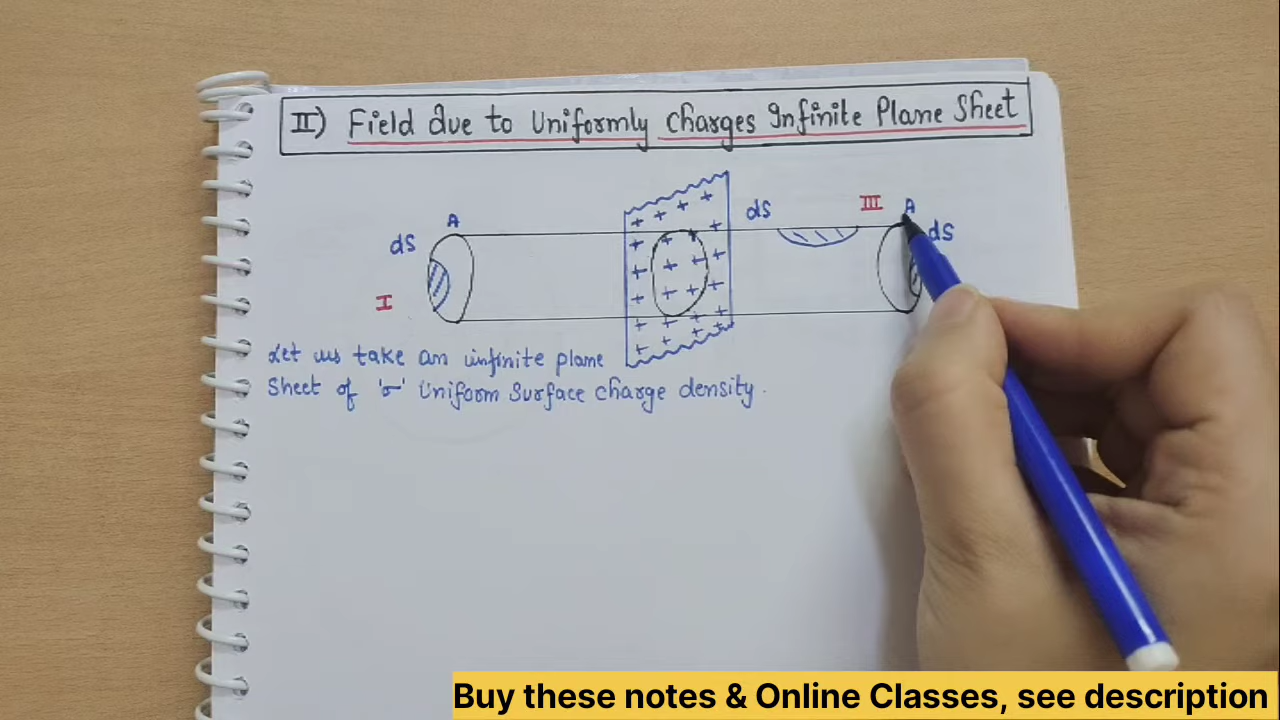 II) Field due to Uniformly Charges Infinite Plane Sheet
dS III A
A dS
dS
I
Let us take an infinite plane
Sheet of 'σ' Uniform Surface charge density.
Buy these notes & Online Classes, see description